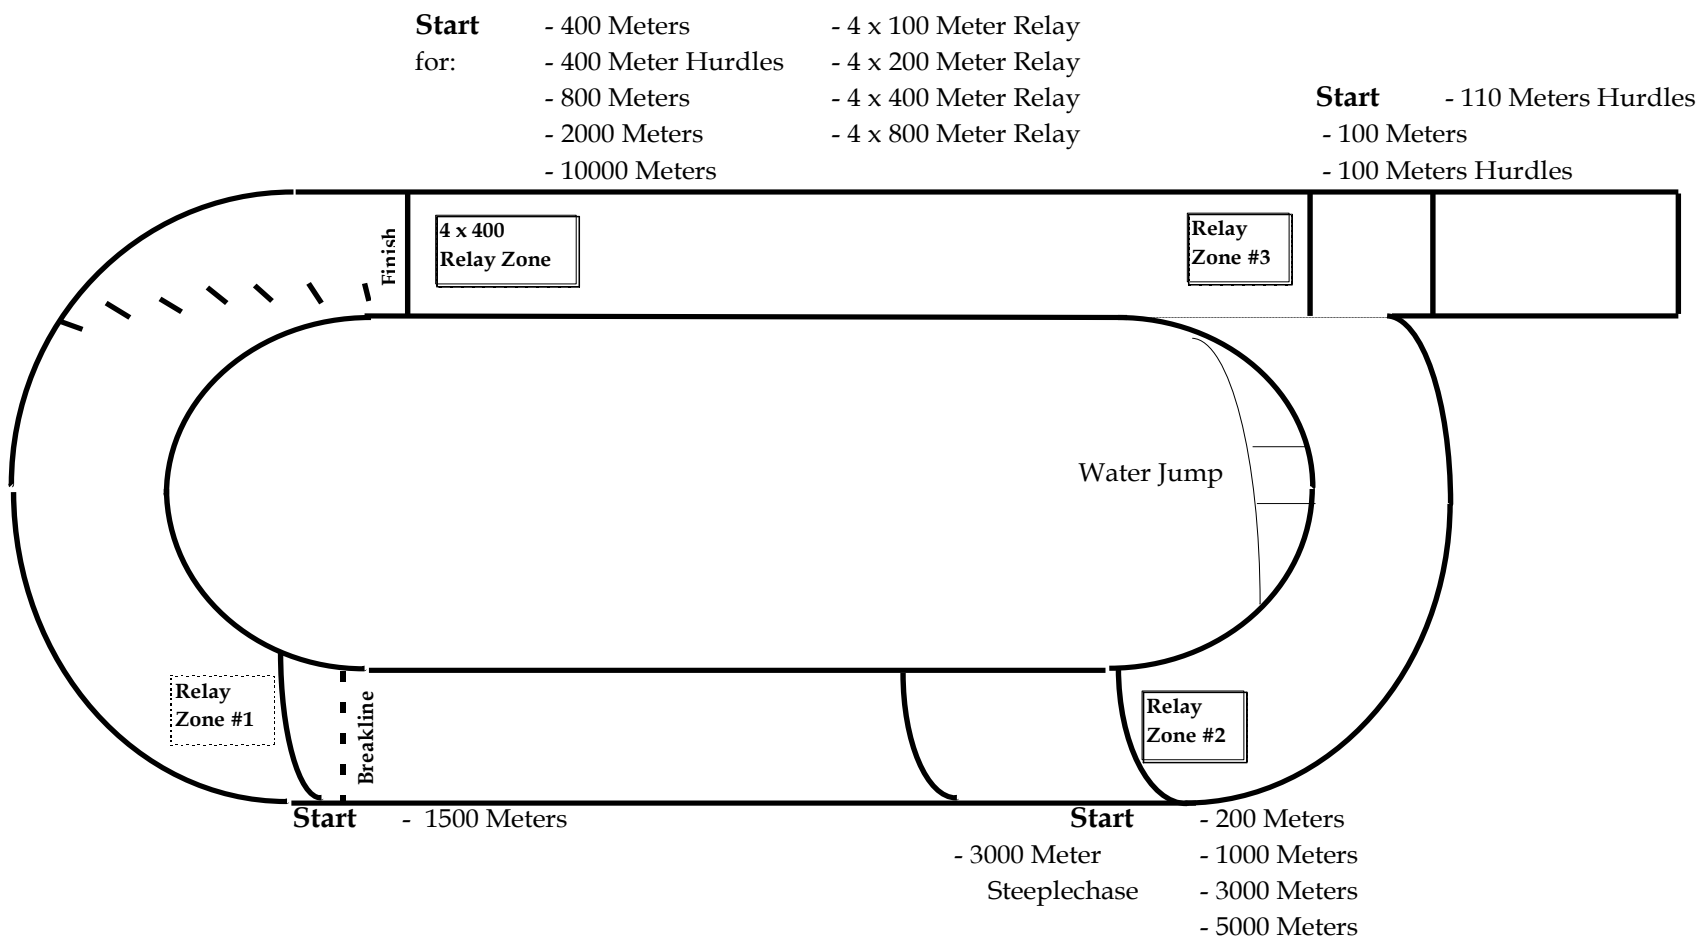 Start - 400 Meters - 4 x 100 Meter Relay
for: - 400 Meter Hurdles - 4 x 200 Meter Relay
- 800 Meters - 4 x 400 Meter Relay
- 2000 Meters - 4 x 800 Meter Relay
- 10000 Meters
Start - 110 Meters Hurdles
- 100 Meters
- 100 Meters Hurdles
Finish
4 x 400
Relay Zone
Relay
Zone #3
Water Jump
Relay
Zone #1
Breakline
Relay
Zone #2
Start - 1500 Meters
Start - 200 Meters
- 3000 Meter - 1000 Meters
Steeplechase - 3000 Meters
- 5000 Meters